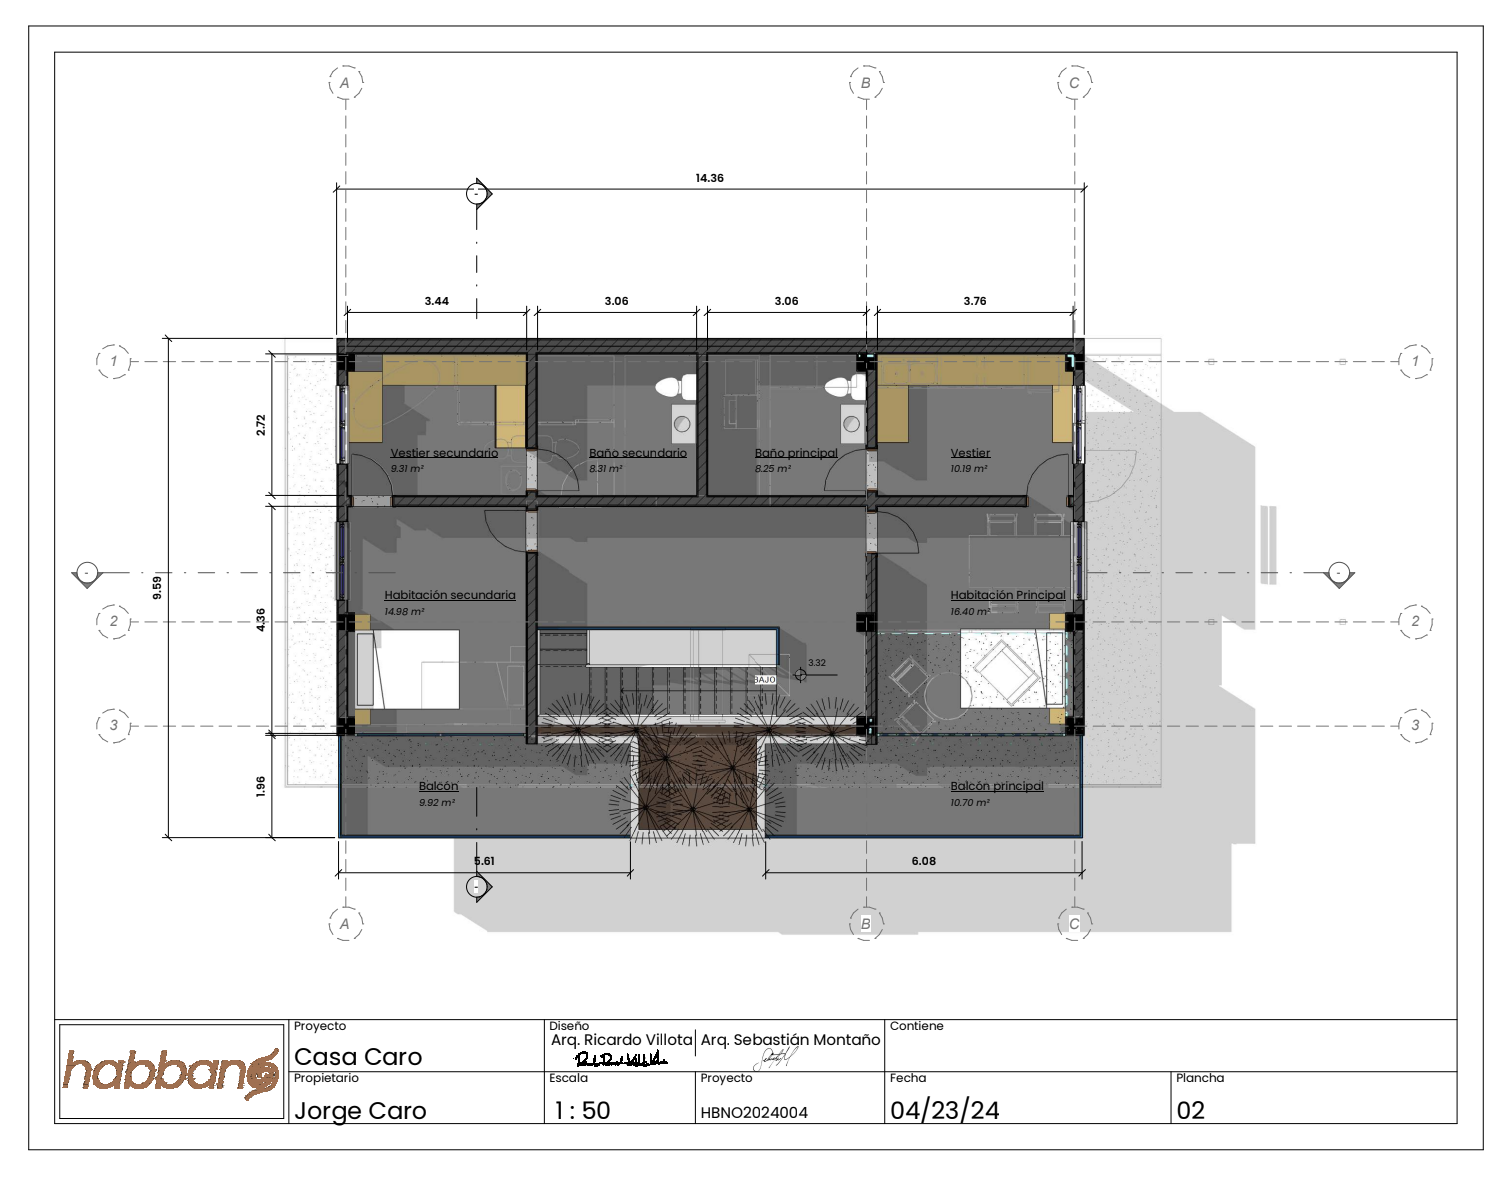 A
B
C
14.36
3.44
3.06
3.06
3.76
1
1
2.72
Vestier secundario
9.31 m²
Baño secundario
8.31 m²
Baño principal
8.25 m²
Vestier
10.19 m²
9.59
-
-
Habitación secundaria
14.98 m²
Habitación Principal
16.40 m²
4.36
2
2
3.32
BAJO
3
3
1.96
Balcón
9.92 m²
Balcón principal
10.70 m²
5.61
6.08
A
B
C
habbano
Proyecto
Casa Caro
Propietario
Jorge Caro
Diseño
Arq. Ricardo Villota
Arq. Sebastián Montaño
Escala
1 : 50
Proyecto
HBNO2024004
Contiene
Fecha
04/23/24
Plancha
02